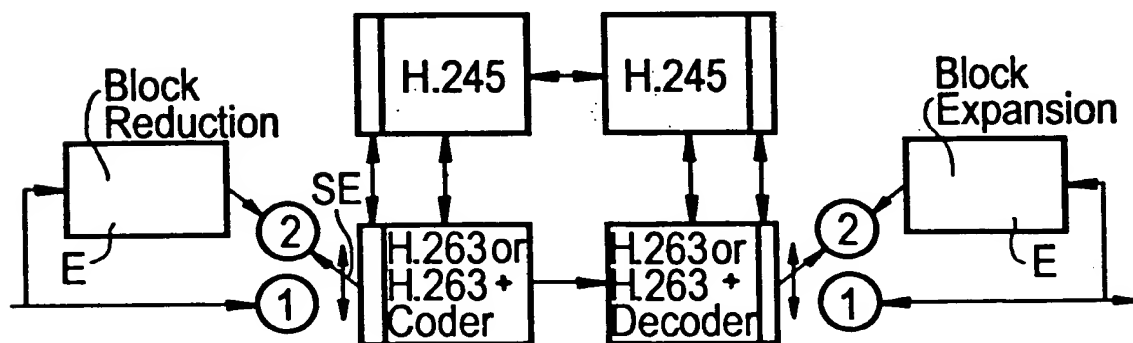 Block
Reduction
E
SE
2
1
H.245
H.245
H.263 or
H.263 +
Coder
H.263 or
H.263 +
Decoder
2
1
Block
Expansion
E